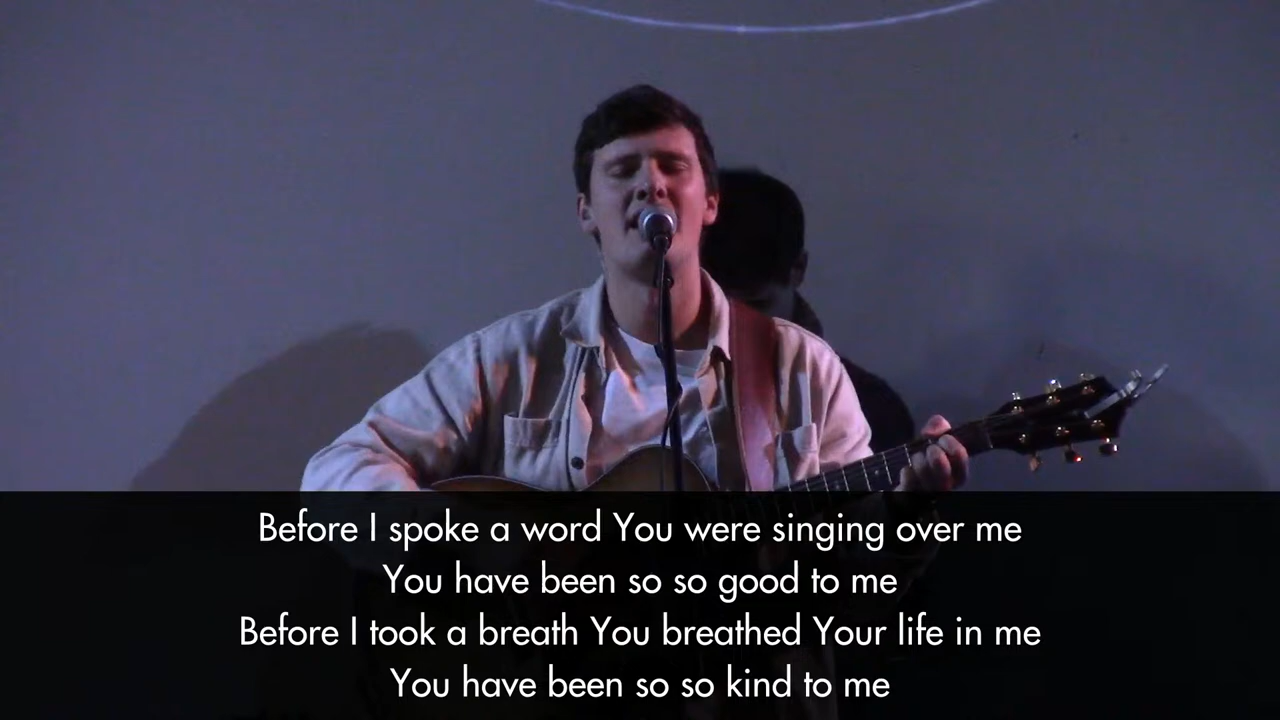 Before I spoke a word You were singing over me
You have been so so good to me
Before I took a breath You breathed Your life in me
You have been so so kind to me